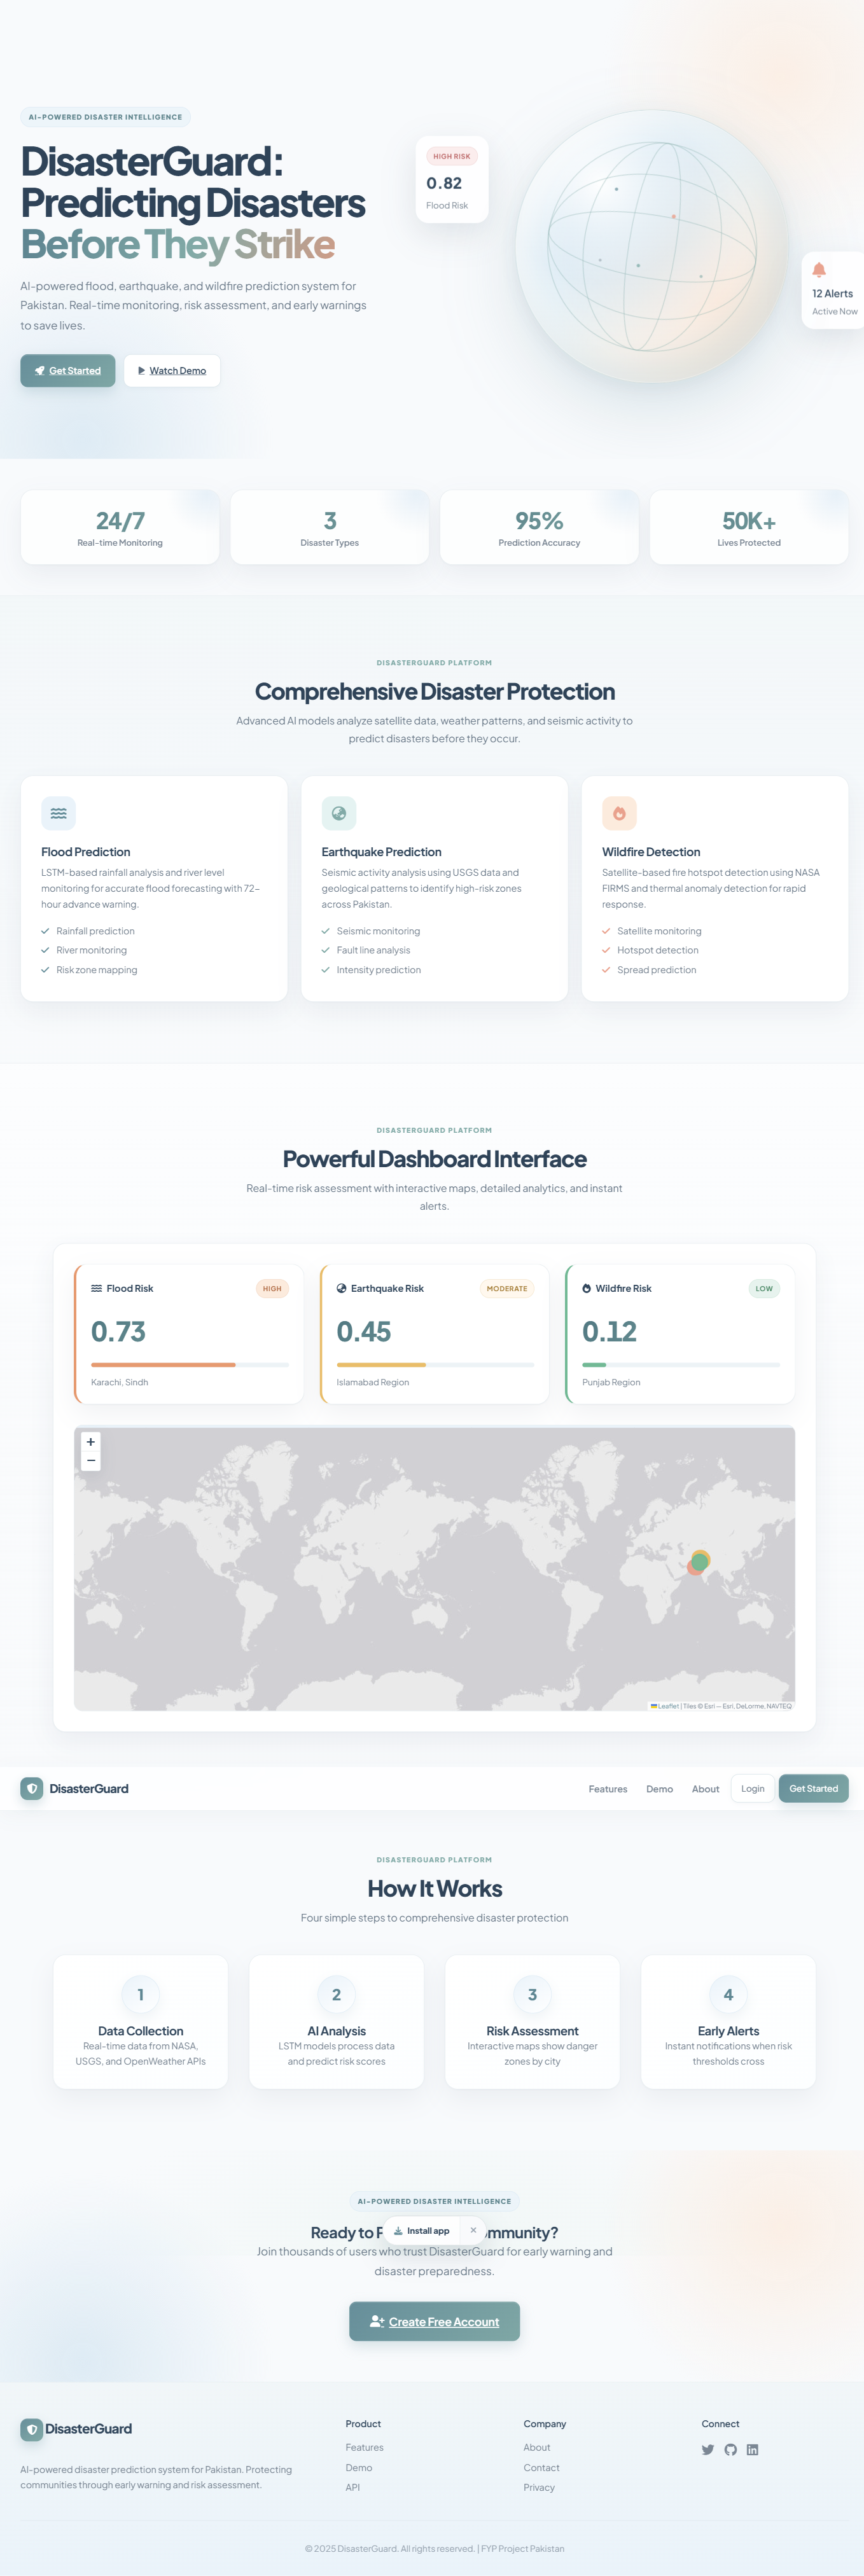 AI-POWERED DISASTER INTELLIGENCE
DisasterGuard:
Predicting Disasters
Before They Strike
AI-powered flood, earthquake, and wildfire prediction system for
Pakistan. Real-time monitoring, risk assessment, and early warnings
to save lives.
Get Started
Watch Demo
HIGH RISK
0.82
Flood Risk
12 Alerts
Active Now
24/7
Real-time Monitoring
3
Disaster Types
95%
Prediction Accuracy
50K+
Lives Protected
DISASTERGUARD PLATFORM
Comprehensive Disaster Protection
Advanced AI models analyze satellite data, weather patterns, and seismic activity to
predict disasters before they occur.
Flood Prediction
LSTM-based rainfall analysis and river level
monitoring for accurate flood forecasting with 72-
hour advance warning.
Rainfall prediction
River monitoring
Risk zone mapping
Earthquake Prediction
Seismic activity analysis using USGS data and
geological patterns to identify high-risk zones
across Pakistan.
Seismic monitoring
Fault line analysis
Intensity prediction
Wildfire Detection
Satellite-based fire hotspot detection using NASA
FIRMS and thermal anomaly detection for rapid
response.
Satellite monitoring
Hotspot detection
Spread prediction
DISASTERGUARD PLATFORM
Powerful Dashboard Interface
Real-time risk assessment with interactive maps, detailed analytics, and instant
alerts.
Flood Risk
HIGH
0.73
Karachi, Sindh
Earthquake Risk
MODERATE
0.45
Islamabad Region
Wildfire Risk
LOW
0.12
Punjab Region
+
−
Leaflet | Tiles © Esri — Esri, DeLorme, NAVTEQ
DisasterGuard
Features
Demo
About
Login
Get Started
DISASTERGUARD PLATFORM
How It Works
Four simple steps to comprehensive disaster protection
1
Data Collection
Real-time data from NASA,
USGS, and OpenWeather APIs
2
AI Analysis
LSTM models process data
and predict risk scores
3
Risk Assessment
Interactive maps show danger
zones by city
4
Early Alerts
Instant notifications when risk
thresholds cross
AI-POWERED DISASTER INTELLIGENCE
Ready to
Install app
×
Join thousands of users who trust DisasterGuard for early warning and
disaster preparedness.
Create Free Account
DisasterGuard
AI-powered disaster prediction system for Pakistan. Protecting
communities through early warning and risk assessment.
Product
Features
Demo
API
Company
About
Contact
Privacy
Connect
© 2025 DisasterGuard. All rights reserved. | FYP Project Pakistan